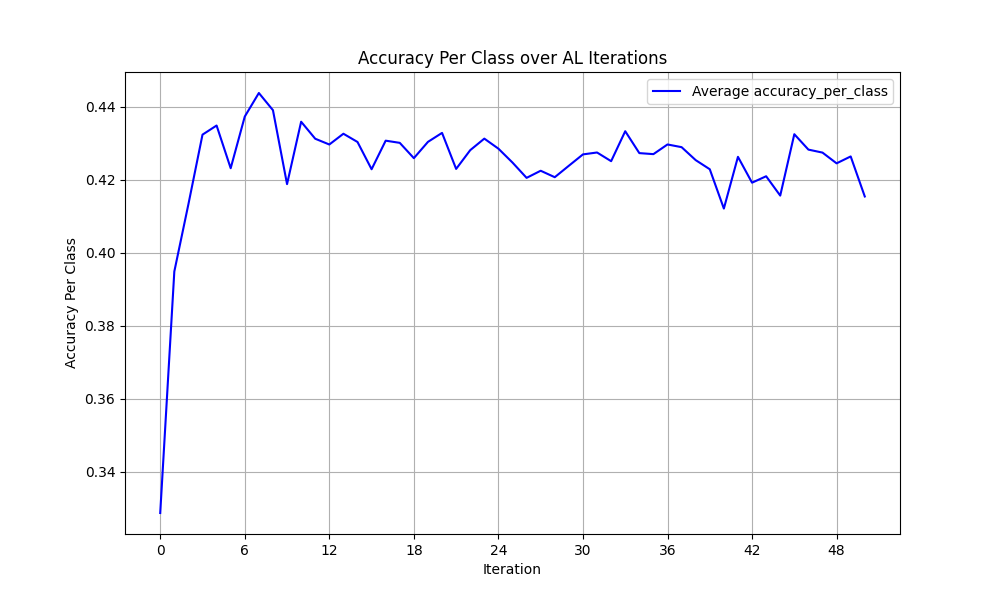 Accuracy Per Class over AL Iterations
Average accuracy_per_class
0.44
0.42
0.40
0.38
0.36
0.34
Accuracy Per Class
0 6 12 18 24 30 36 42 48
Iteration